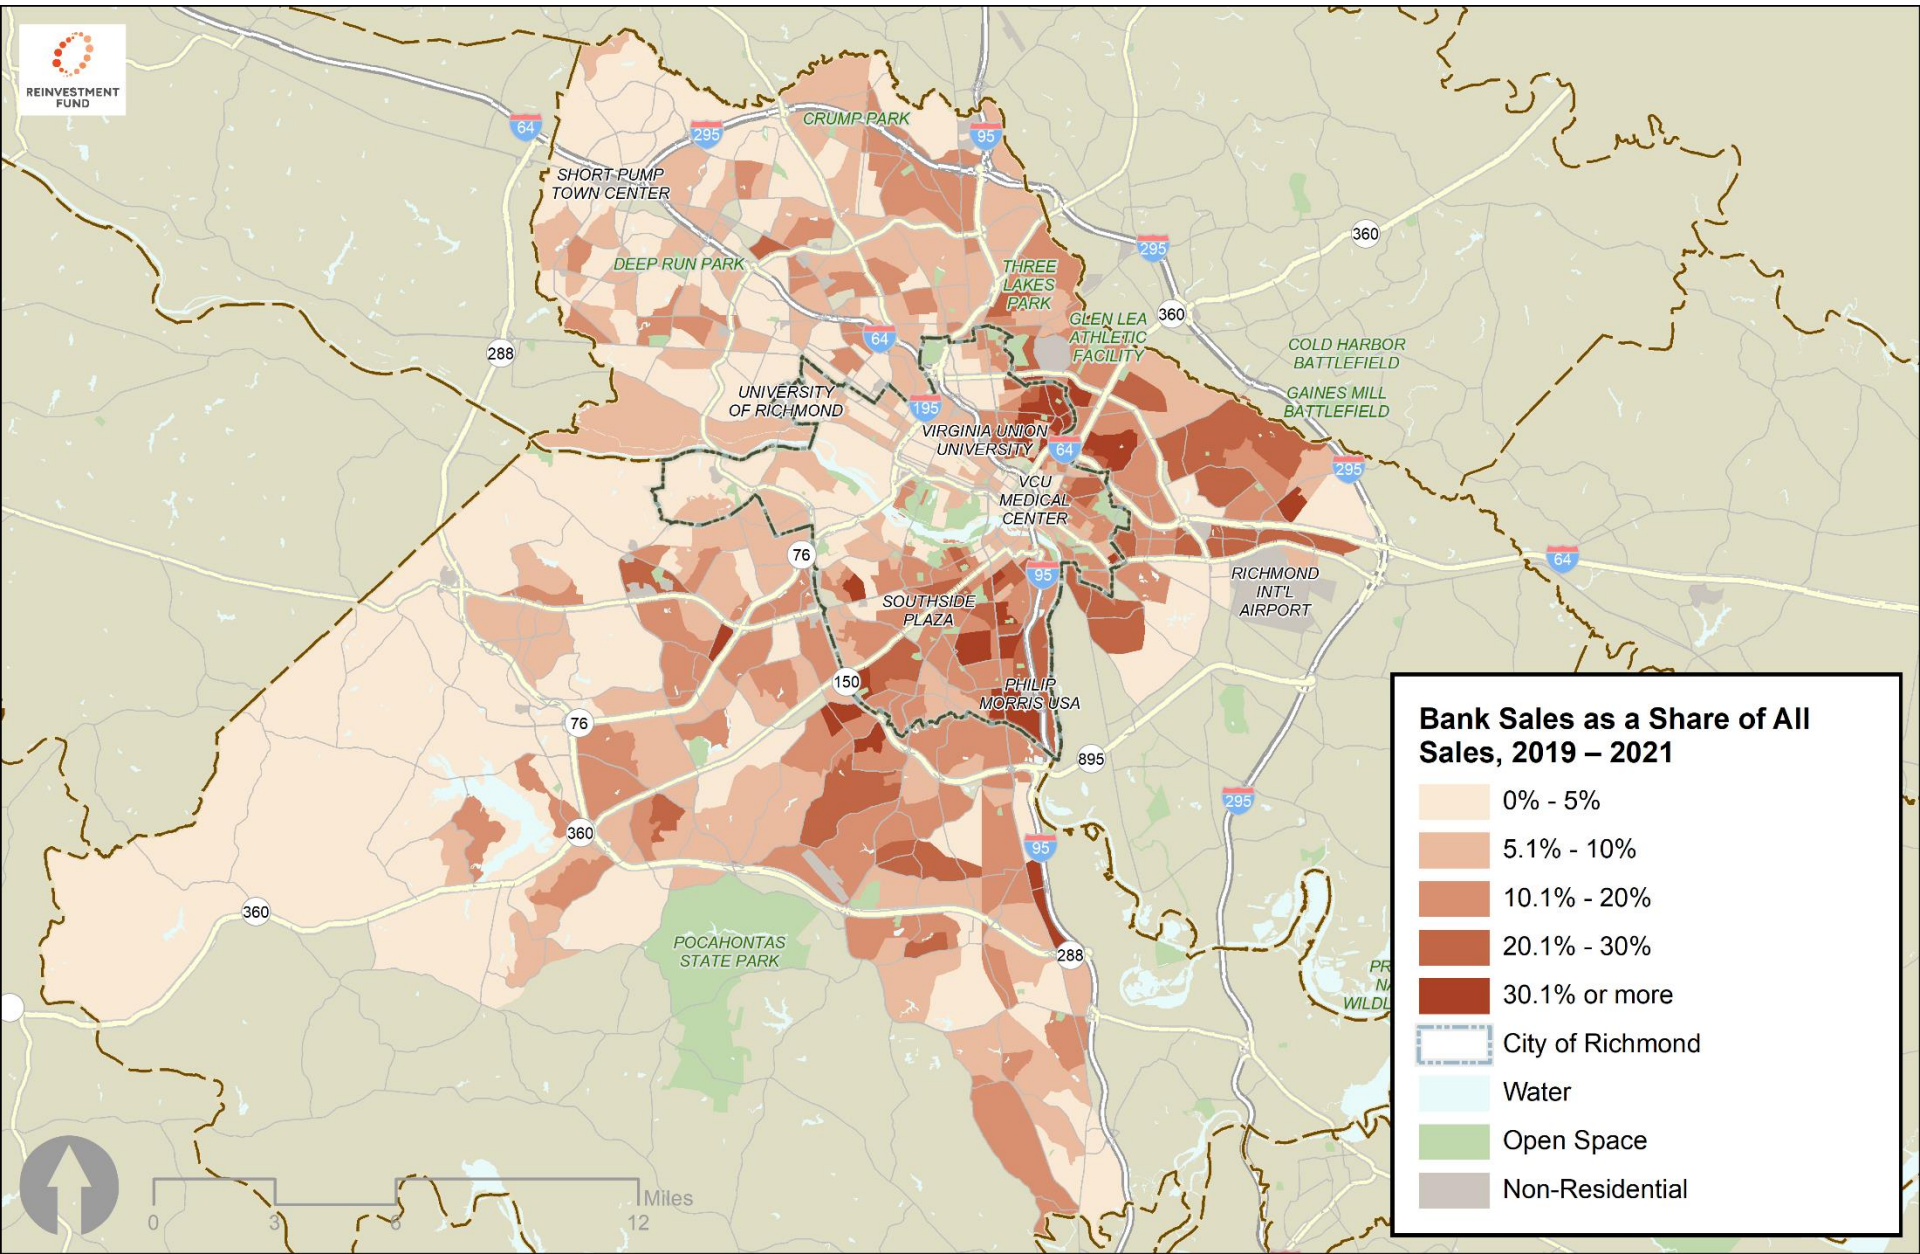 REINVESTMENT
FUND
64
295
CRUMP PARK
95
SHORT PUMP
TOWN CENTER
360
295
DEEP RUN PARK
THREE
LAKES
PARK
360
GLEN LEA
ATHLETIC
FACILITY
64
288
COLD HARBOR
BATTLEFIELD
UNIVERSITY
OF RICHMOND
195
GAINES MILL
BATTLEFIELD
VIRGINIA UNION
UNIVERSITY
64
295
VCU
MEDICAL
CENTER
76
95
64
RICHMOND
INT'L
AIRPORT
SOUTHSIDE
PLAZA
150
PHILIP
MORRIS USA
76
895
295
360
95
360
POCAHONTAS
STATE PARK
288
PR
NA
WILDL
Bank Sales as a Share of All
Sales, 2019 – 2021
0% - 5%
5.1% - 10%
10.1% - 20%
20.1% - 30%
30.1% or more
City of Richmond
Water
Open Space
Non-Residential
Miles
0 3 6 12